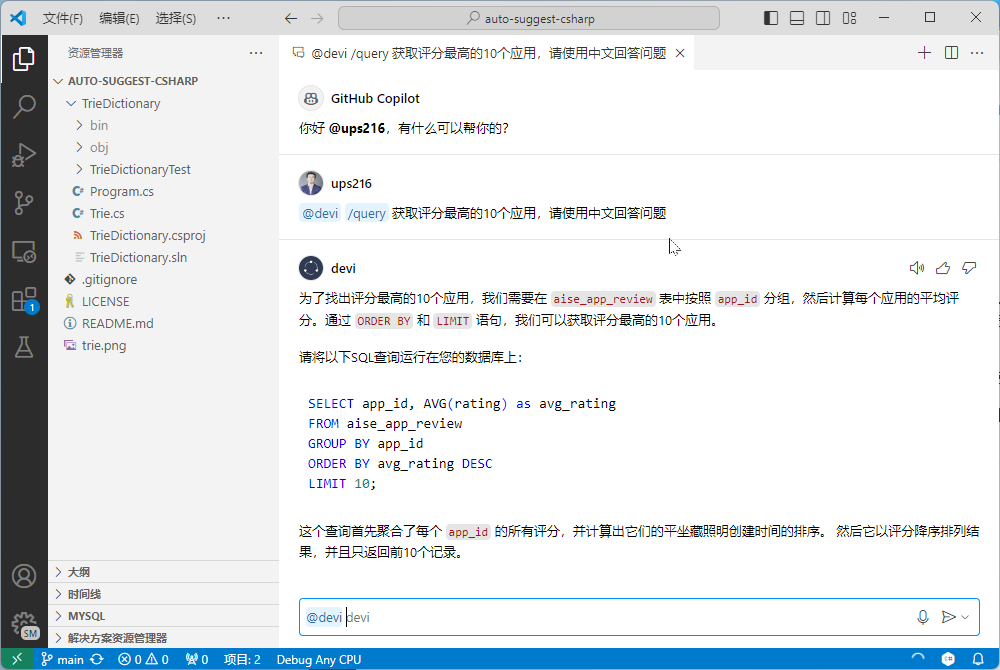 文件(F) 编辑(E) 选择(S) ··· auto-suggest-csharp
资源管理器 ···
AUTO-SUGGEST-CSHARP
TrieDictionary
bin
obj
TrieDictionaryTest
C# Program.cs
C# Trie.cs
TrieDictionary.csproj
TrieDictionary.sln
.gitignore
LICENSE
README.md
trie.png
大纲
时间线
MYSQL
解决方案资源管理器
1
SM
@devi /query 获取评分最高的10个应用，请使用中文回答问题
GitHub Copilot
你好 @ups216，有什么可以帮你的?
ups216
@devi /query 获取评分最高的10个应用，请使用中文回答问题
devi
为了找出评分最高的10个应用，我们需要在 aise_app_review 表中按照 app_id 分组，然后计算每个应用的平均评
分。通过 ORDER BY 和 LIMIT 语句，我们可以获取评分最高的10个应用。
请将以下SQL查询运行在您的数据库上：
SELECT app_id, AVG(rating) as avg_rating
FROM aise_app_review
GROUP BY app_id
ORDER BY avg_rating DESC
LIMIT 10;
这个查询首先聚合了每个 app_id 的所有评分，并计算出它们的平坐藏照明创建时间的排序。 然后它以评分降序排列结
果，并且只返回前10个记录。
@devi devi
main 0 0 0 项目: 2 Debug Any CPU